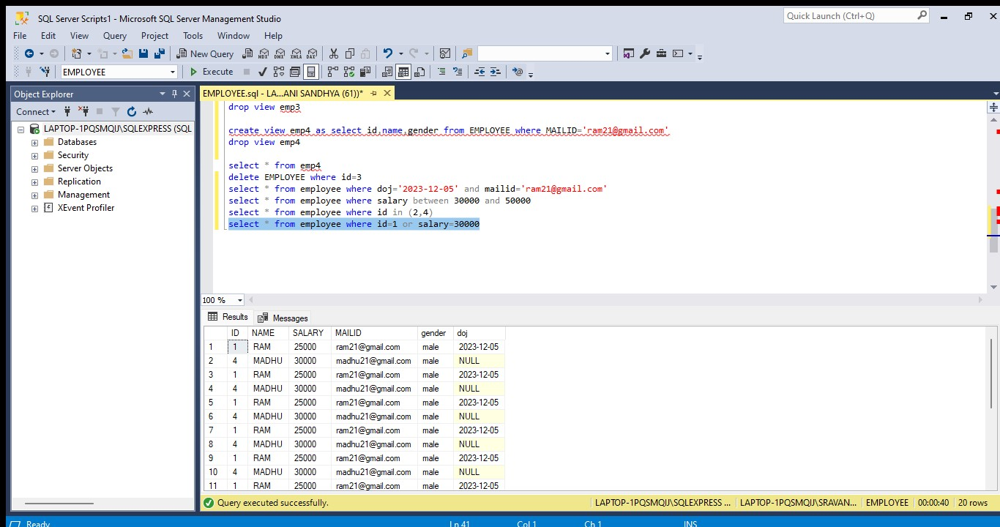 SQL Server Scripts1 - Microsoft SQL Server Management Studio
Quick Launch (Ctrl+Q)
File Edit View Query Project Tools Window Help
New Query MDX DMX XMLA DAX
EMPLOYEE Execute
Object Explorer
EMPLOYEE.sql - LA...ANI SANDHYA (61))*
Connect
LAPTOP-1PQSMQIJ\SQLEXPRESS (SQL
Databases
Security
Server Objects
Replication
Management
XEvent Profiler
drop view emp3
create view emp4 as select id,name,gender from EMPLOYEE where MAILID='ram21@gmail.com'
drop view emp4
select * from emp4
delete EMPLOYEE where id=3
select * from employee where doj='2023-12-05' and mailid='ram21@gmail.com'
select * from employee where salary between 30000 and 50000
select * from employee where id in (2,4)
select * from employee where id=1 or salary=30000
100 %
Results Messages
ID NAME SALARY MAILID gender doj
1 1 RAM 25000 ram21@gmail.com male 2023-12-05
2 4 MADHU 30000 madhu21@gmail.com male NULL
3 1 RAM 25000 ram21@gmail.com male 2023-12-05
4 4 MADHU 30000 madhu21@gmail.com male NULL
5 1 RAM 25000 ram21@gmail.com male 2023-12-05
6 4 MADHU 30000 madhu21@gmail.com male NULL
7 1 RAM 25000 ram21@gmail.com male 2023-12-05
8 4 MADHU 30000 madhu21@gmail.com male NULL
9 1 RAM 25000 ram21@gmail.com male 2023-12-05
10 4 MADHU 30000 madhu21@gmail.com male NULL
11 1 RAM 25000 ram21@gmail.com male 2023-12-05
Query executed successfully. LAPTOP-1PQSMQIJ\SQLEXPRESS ... LAPTOP-1PQSMQIJ\SRAVAN... EMPLOYEE 00:00:40 20 rows
Ready Ln 41 Col 1 Ch 1 INS